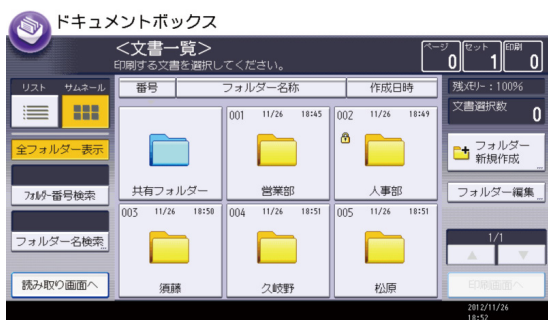 ドキュメントボックス
＜文書一覧＞
印刷する文書を選択してください。
ページ 0
セット 1
印刷 0
リスト サムネール
番号 フォルダー名称 作成日時
残メモリー：100%
文書選択数 0
001 11/26 18:45
002 11/26 18:49
全フォルダー表示
フォルダー
新規作成
フォルダー番号検索
共有フォルダー
営業部
人事部
フォルダー編集
003 11/26 18:50
004 11/26 18:51
005 11/26 18:51
フォルダー名検索
1/1
読み取り画面へ
須藤
久岐野
松原
印刷画面へ
2012/11/26
18:52